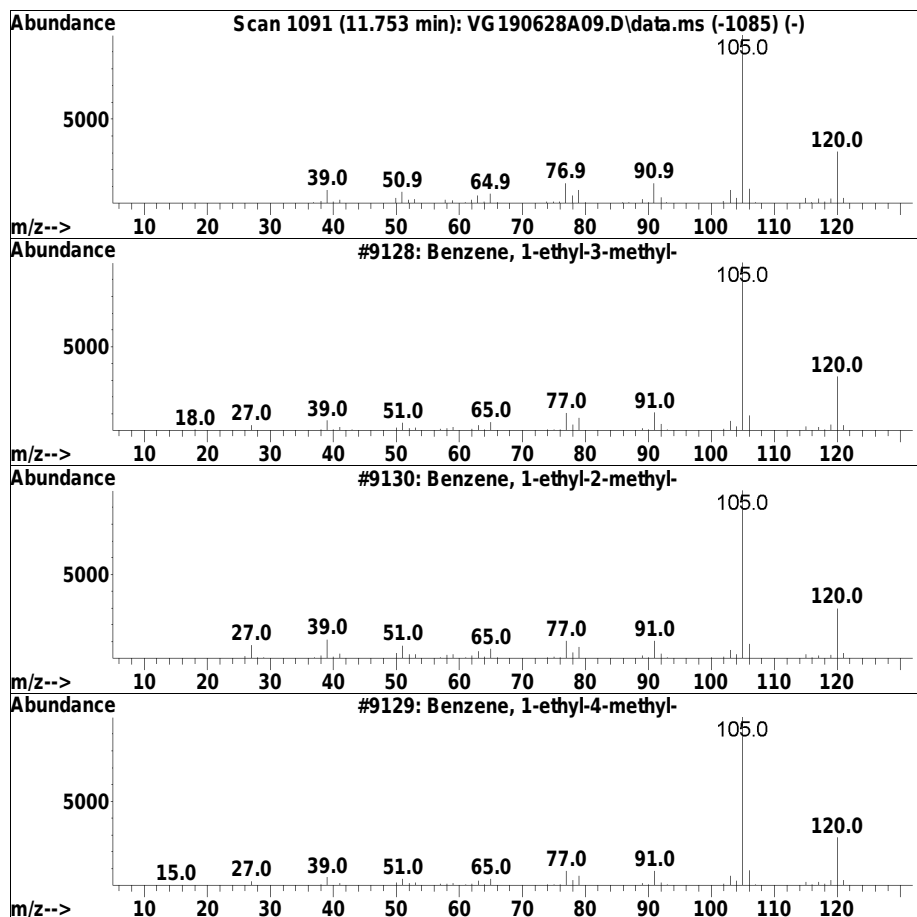 Abundance Scan 1091 (11.753 min): VG190628A09.D\data.ms (-1085) (-)
105.0
5000
120.0
39.0 50.9 64.9 76.9 90.9
m/z--> 10 20 30 40 50 60 70 80 90 100 110 120
Abundance #9128: Benzene, 1-ethyl-3-methyl-
105.0
5000
120.0
18.0 27.0 39.0 51.0 65.0 77.0 91.0
m/z--> 10 20 30 40 50 60 70 80 90 100 110 120
Abundance #9130: Benzene, 1-ethyl-2-methyl-
105.0
5000
120.0
27.0 39.0 51.0 65.0 77.0 91.0
m/z--> 10 20 30 40 50 60 70 80 90 100 110 120
Abundance #9129: Benzene, 1-ethyl-4-methyl-
105.0
5000
120.0
15.0 27.0 39.0 51.0 65.0 77.0 91.0
m/z--> 10 20 30 40 50 60 70 80 90 100 110 120